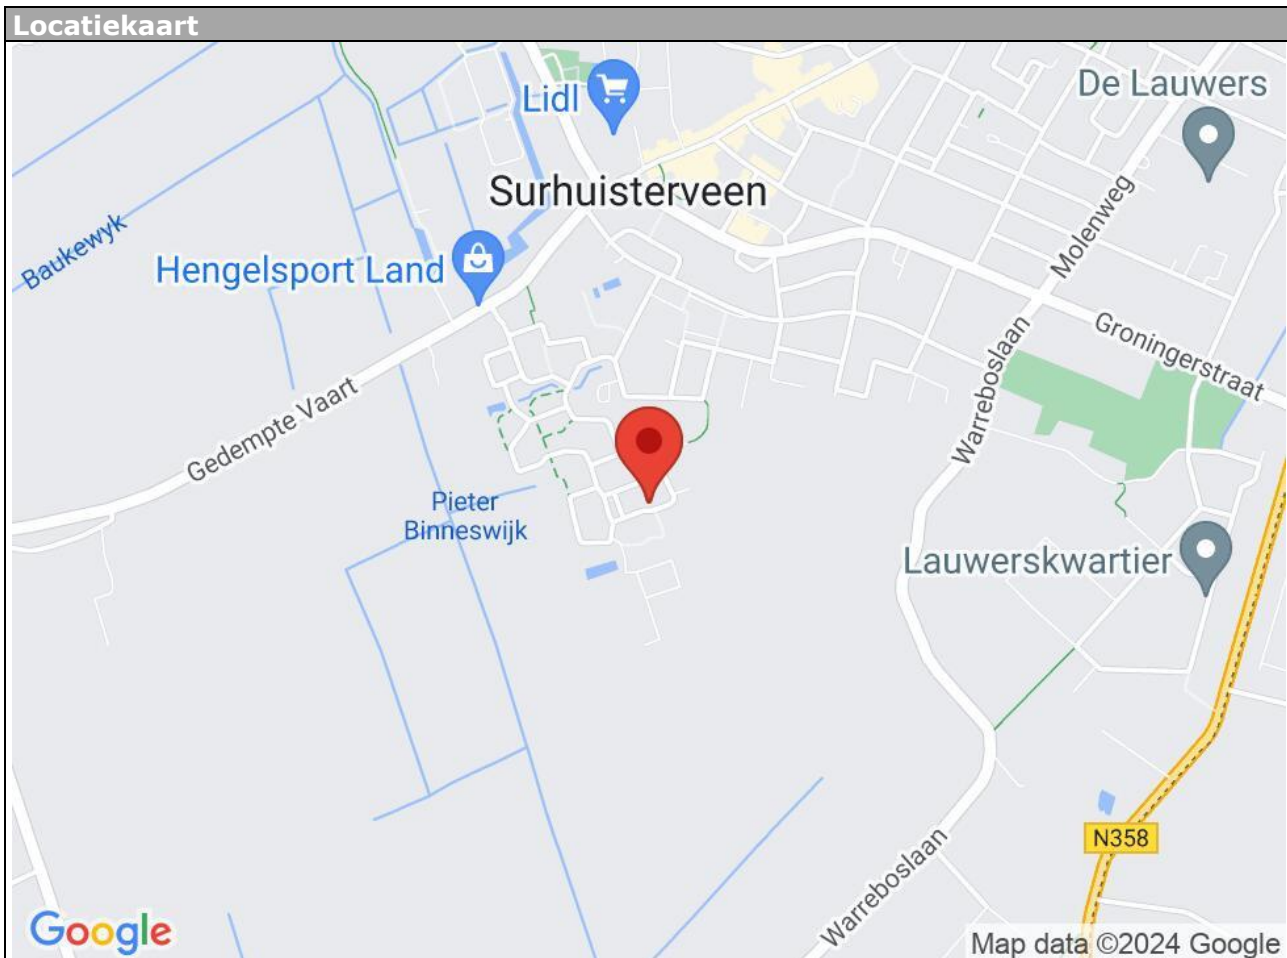 Locatiekaart
De Lauwers
Lidl
Surhuisterveen
Molenweg
Baukewyk
Hengelsport Land
Groningerstraat
Warreboslaan
Gedempte Vaart
Pieter
Binneswijk
Lauwerskwartier
N358
Warreboslaan
Google
Map data ©2024 Google